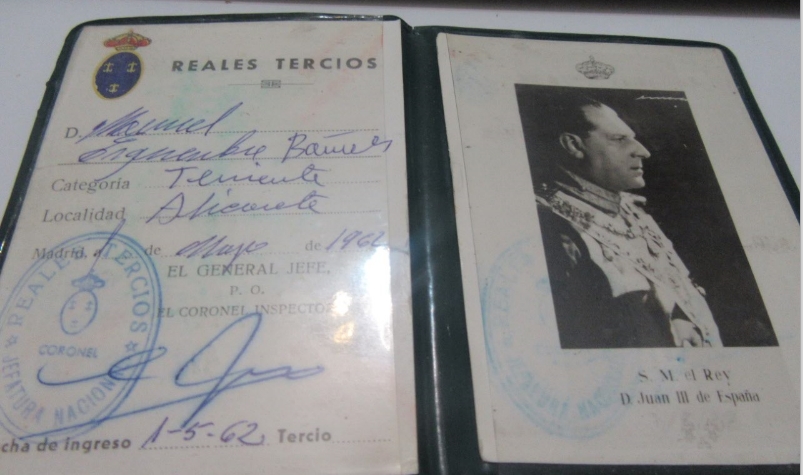 REALES TERCIOS
D. Manuel
Categoría Teniente
Localidad Alicante
Madrid, a 1 de Mayo de 1962
EL GENERAL JEFE,
P. O.
EL CORONEL INSPECTOR
REALES TERCIOS
CORONEL
JEFATURA NACIONAL
cha de ingreso 1-5-62 Tercio
S. M. el Rey
D. Juan III de España